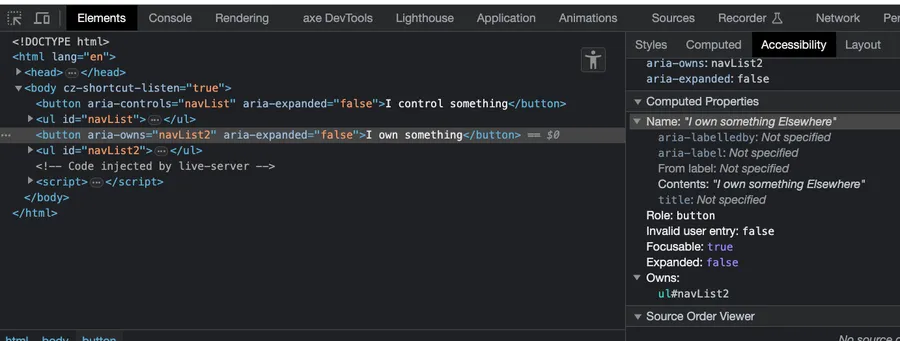 Elements Console Rendering axe DevTools Lighthouse Application Animations Sources Recorder Network Per
<!DOCTYPE html>
<html lang="en">
<head> … </head>
<body cz-shortcut-listen="true">
<button aria-controls="navList" aria-expanded="false">I control something</button>
<ul id="navList"> … </ul>
… <button aria-owns="navList2" aria-expanded="false">I own something</button> == $0
<ul id="navList2"> … </ul>
<!-- Code injected by live-server -->
<script> … </script>
</body>
</html>
html body button
Styles Computed Accessibility Layout
aria-owns: navList2
aria-expanded: false
Computed Properties
Name: "I own something Elsewhere"
aria-labelledby: Not specified
aria-label: Not specified
From label: Not specified
Contents: "I own something Elsewhere"
title: Not specified
Role: button
Invalid user entry: false
Focusable: true
Expanded: false
Owns:
ul#navList2
Source Order Viewer
No source o